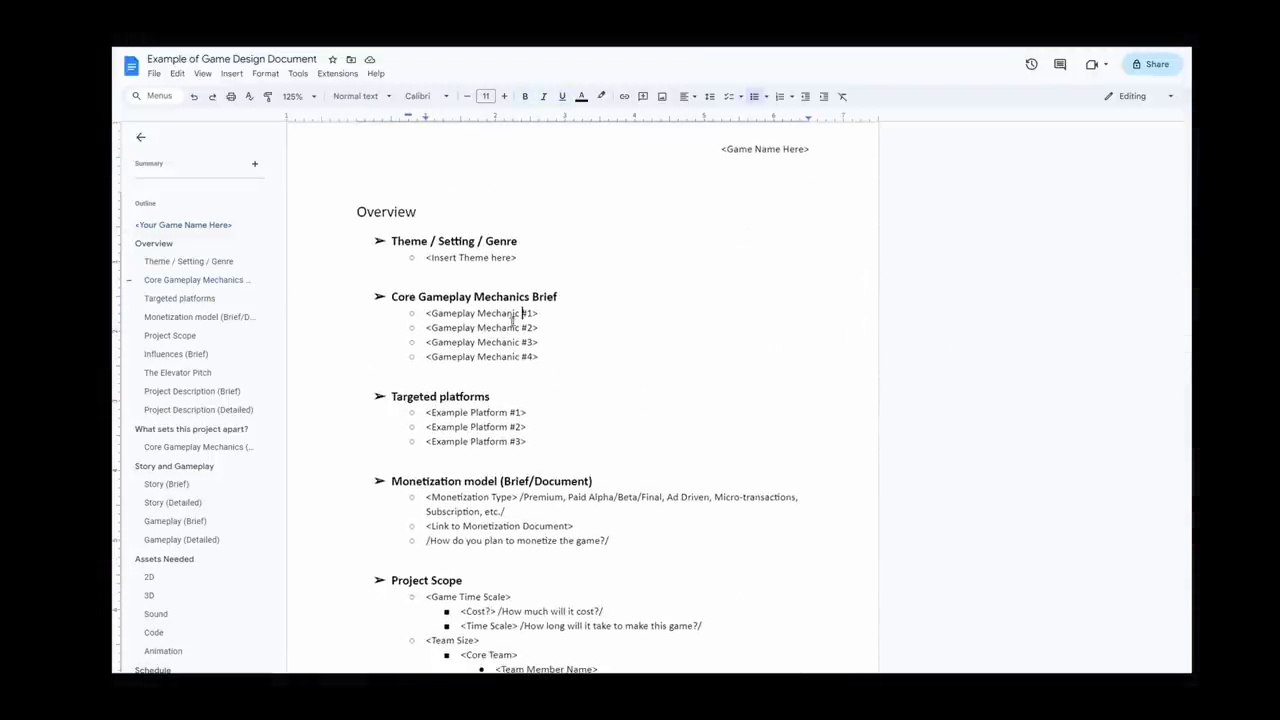 Example of Game Design Document
File Edit View Insert Format Tools Extensions Help
Share
Menus 125% Normal text Calibri 11 B I U A Editing
1 2 3 4 5 6 7
<Game Name Here>
Summary
Outline
<Your Game Name Here>
Overview
Theme / Setting / Genre
Core Gameplay Mechanics ...
Targeted platforms
Monetization model (Brief/D...
Project Scope
Influences (Brief)
The Elevator Pitch
Project Description (Brief)
Project Description (Detailed)
What sets this project apart?
Core Gameplay Mechanics (...
Story and Gameplay
Story (Brief)
Story (Detailed)
Gameplay (Brief)
Gameplay (Detailed)
Assets Needed
2D
3D
Sound
Code
Animation
Schedule
Overview
➢ Theme / Setting / Genre
○ <Insert Theme here>
➢ Core Gameplay Mechanics Brief
○ <Gameplay Mechanic #1>
○ <Gameplay Mechanic #2>
○ <Gameplay Mechanic #3>
○ <Gameplay Mechanic #4>
➢ Targeted platforms
○ <Example Platform #1>
○ <Example Platform #2>
○ <Example Platform #3>
➢ Monetization model (Brief/Document)
○ <Monetization Type> /Premium, Paid Alpha/Beta/Final, Ad Driven, Micro-transactions,
Subscription, etc./
○ <Link to Monetization Document>
○ /How do you plan to monetize the game?/
➢ Project Scope
○ <Game Time Scale>
■ <Cost?> /How much will it cost?/
■ <Time Scale> /How long will it take to make this game?/
○ <Team Size>
■ <Core Team>
● <Team Member Name>